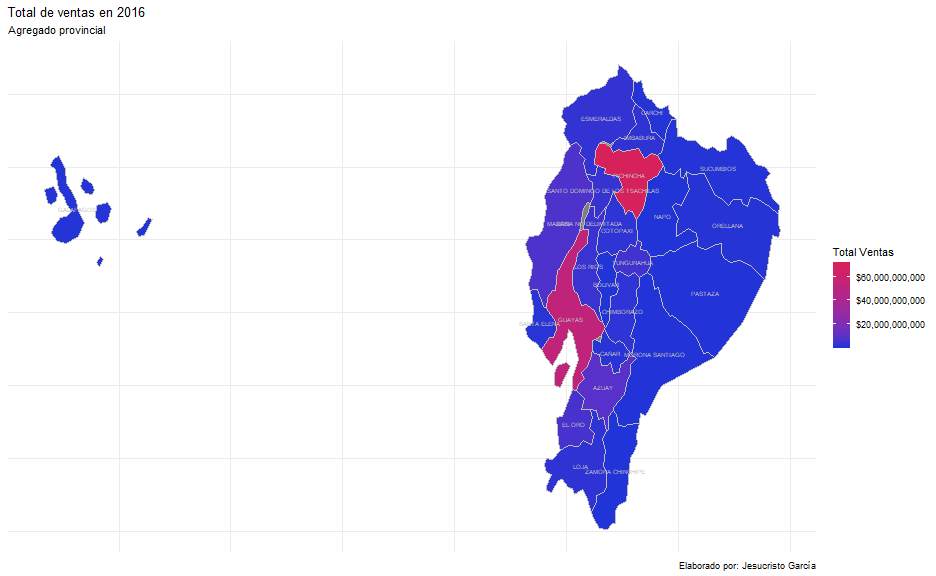 Total de ventas en 2016
Agregado provincial
ESMERALDAS
CARCHI
IMBABURA
SUCUMBIOS
PICHINCHA
SANTO DOMINGO DE LOS TSACHILAS
GALAPAGOS
NAPO
ORELLANA
NO DELIMITADA
COTOPAXI
LOS RIOS
TUNGURAHUA
BOLIVAR
PASTAZA
CHIMBORAZO
GUAYAS
SANTA ELENA
CAÑAR
MORONA SANTIAGO
AZUAY
EL ORO
LOJA
ZAMORA CHINCHIPE
Total Ventas
$60,000,000,000
$40,000,000,000
$20,000,000,000
Elaborado por: Jesucristo García